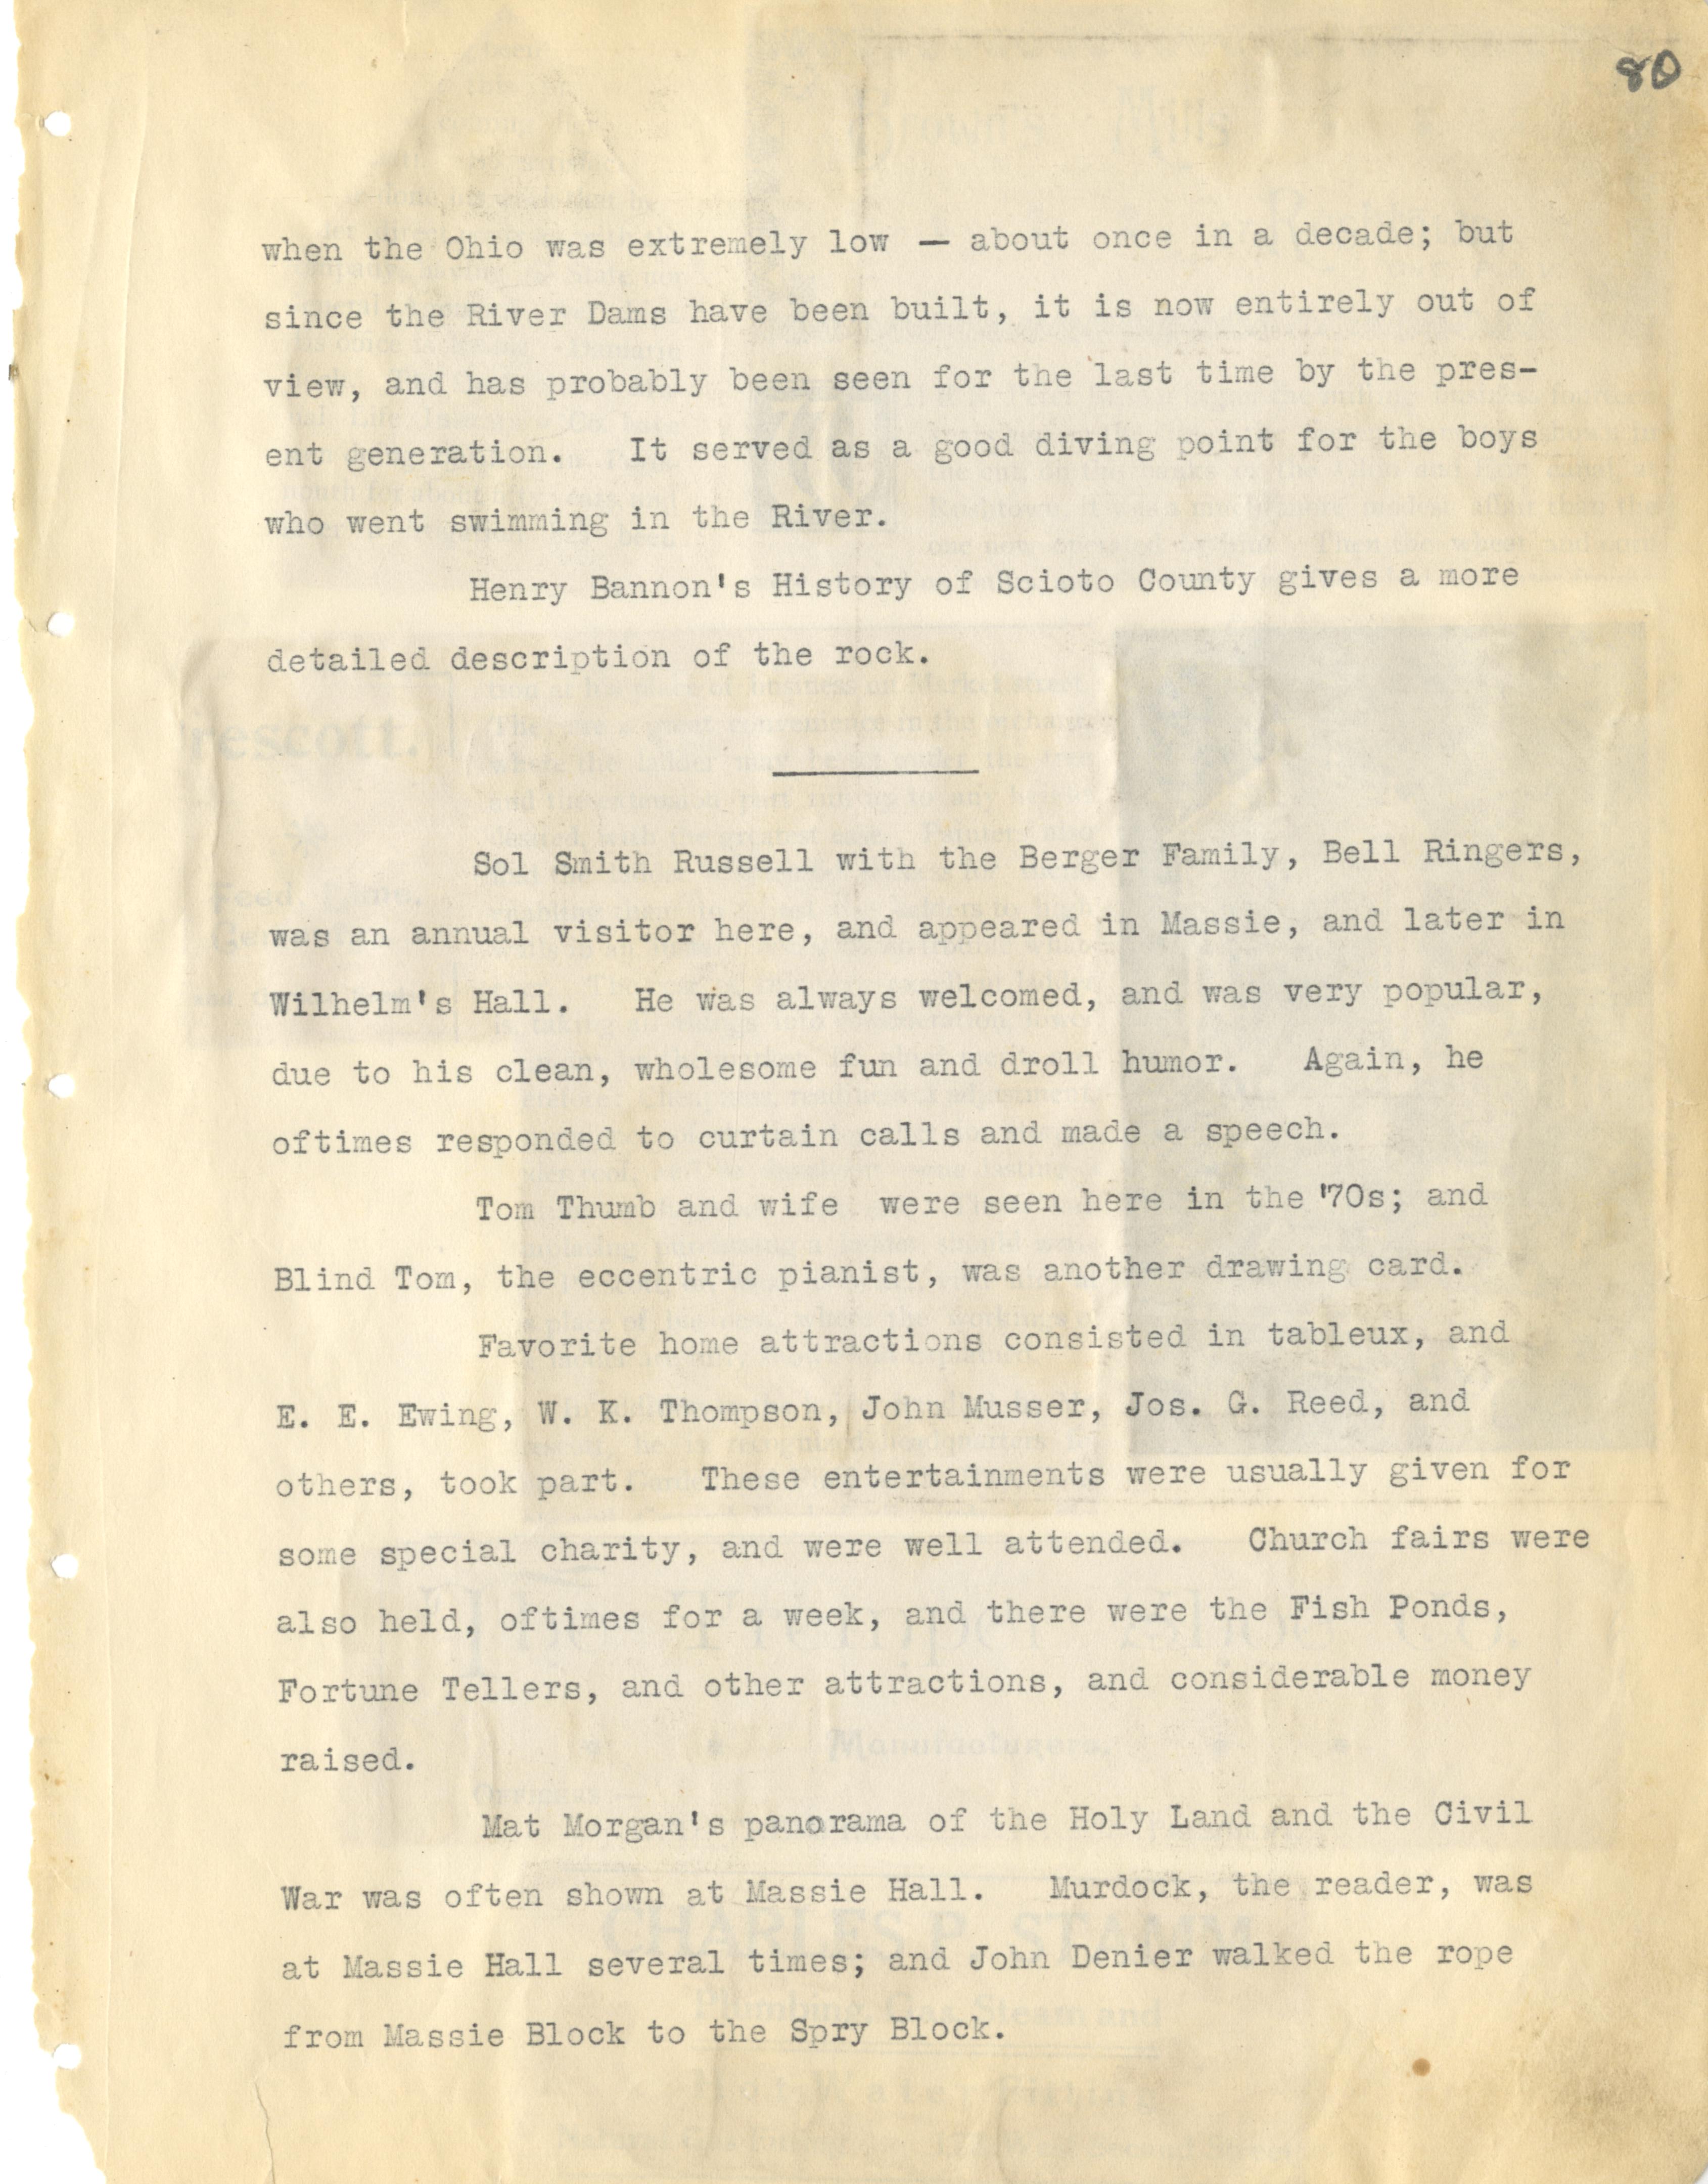 80
when the Ohio was extremely low — about once in a decade; but
since the River Dams have been built, it is now entirely out of
view, and has probably been seen for the last time by the pres-
ent generation.   It served as a good diving point for the boys
who went swimming in the River.
Henry Bannon's History of Scioto County gives a more
detailed description of the rock.
Sol Smith Russell with the Berger Family, Bell Ringers,
was an annual visitor here, and appeared in Massie, and later in
Wilhelm's Hall.   He was always welcomed, and was very popular,
due to his clean, wholesome fun and droll humor.   Again, he
oftimes responded to curtain calls and made a speech.
Tom Thumb and wife  were seen here in the '70s; and
Blind Tom, the eccentric pianist, was another drawing card.
Favorite home attractions consisted in tableux, and
E. E. Ewing, W. K. Thompson, John Musser, Jos. G. Reed, and
others, took part.   These entertainments were usually given for
some special charity, and were well attended.   Church fairs were
also held, oftimes for a week, and there were the Fish Ponds,
Fortune Tellers, and other attractions, and considerable money
raised.
Mat Morgan's panorama of the Holy Land and the Civil
War was often shown at Massie Hall.   Murdock, the reader, was
at Massie Hall several times; and John Denier walked the rope
from Massie Block to the Spry Block.